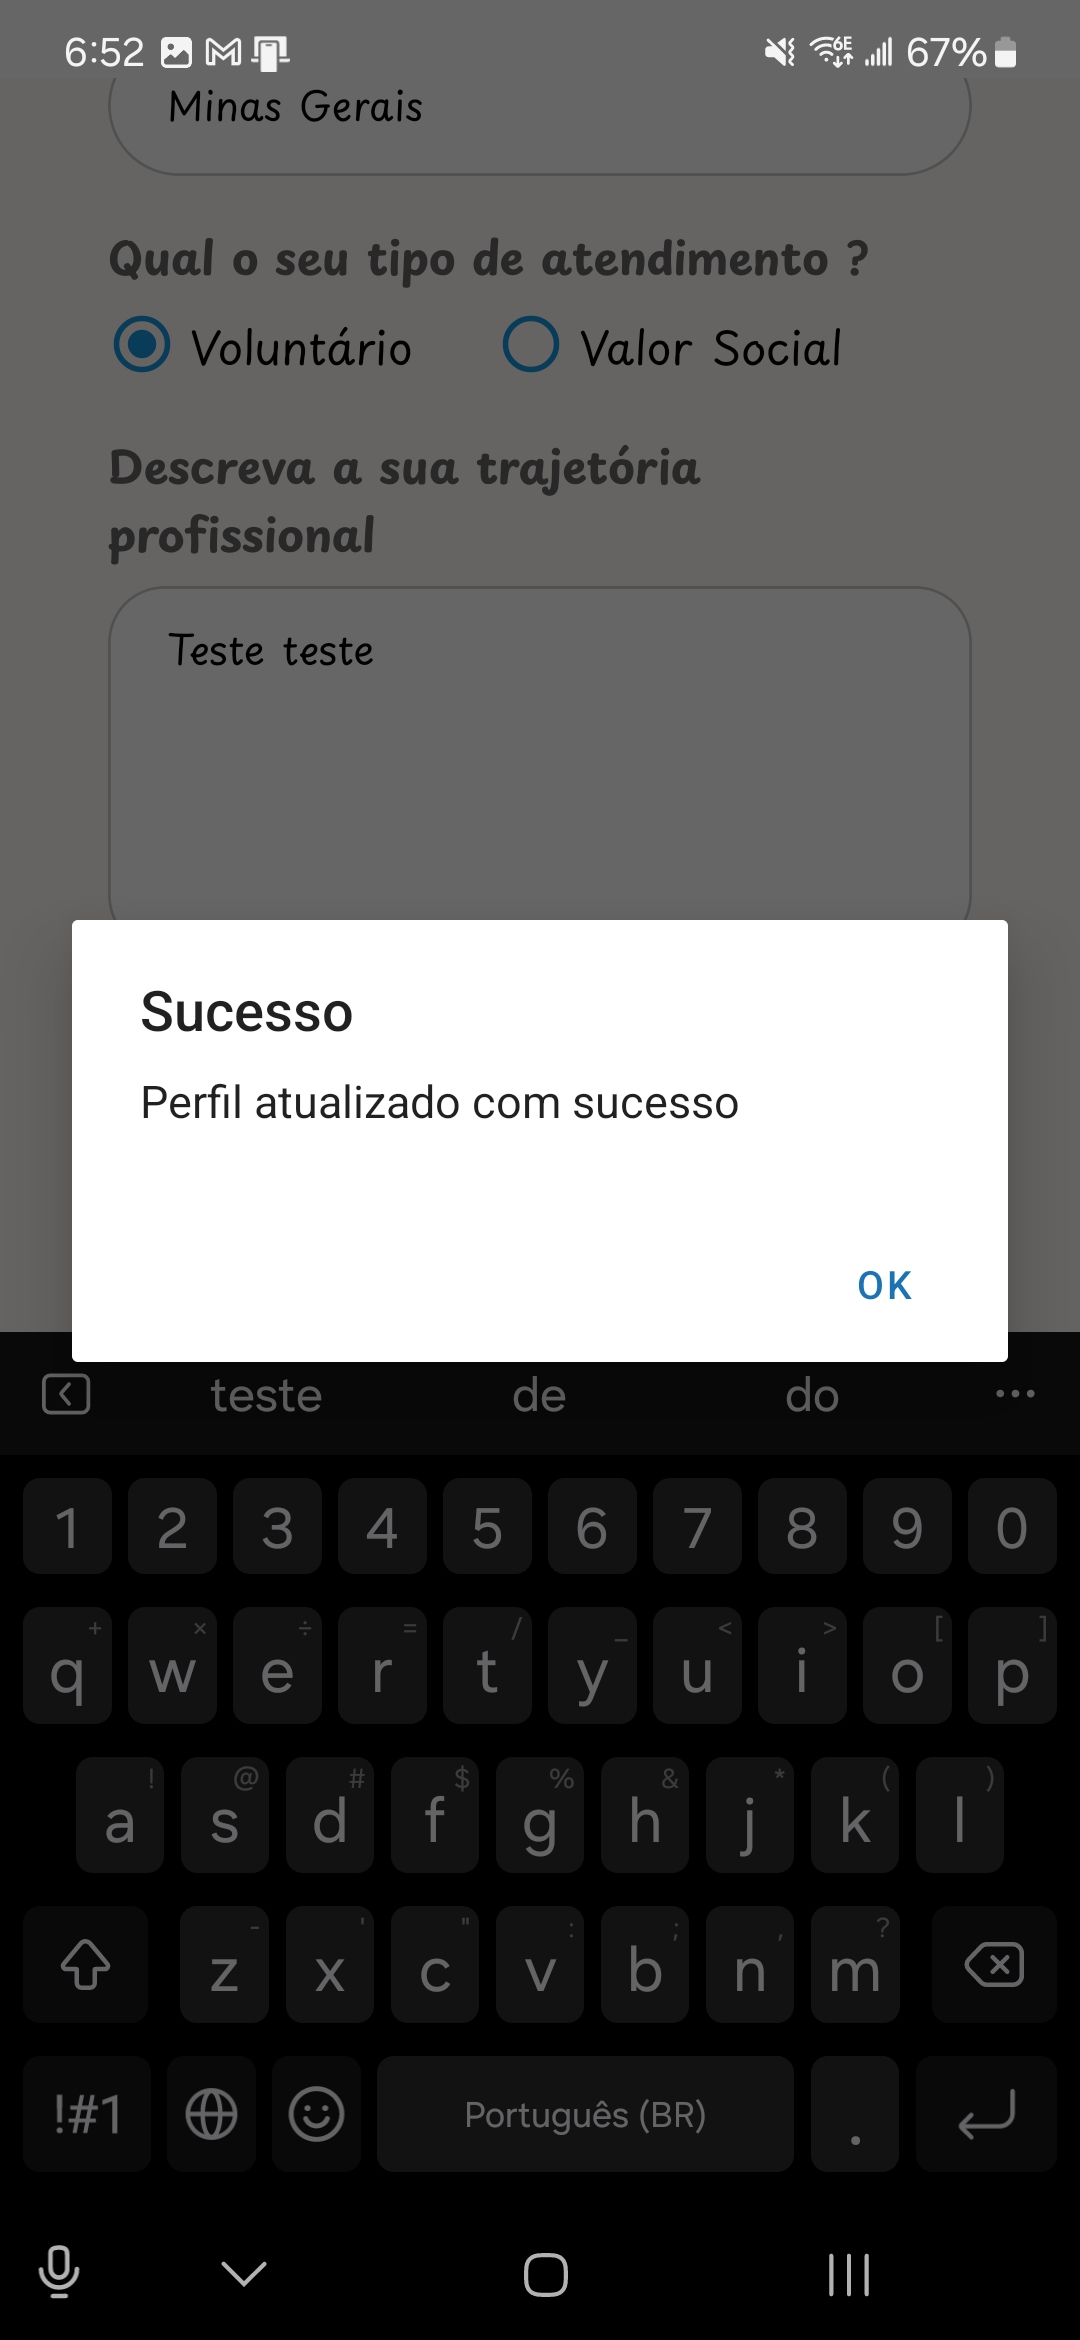 6:52 6E 67%
Minas Gerais
Qual o seu tipo de atendimento ?
Voluntário Valor Social
Descreva a sua trajetória
profissional
Teste teste
Sucesso
Perfil atualizado com sucesso
OK
teste de do ...
1 2 3 4 5 6 7 8 9 0
+ × ÷ = / _ < > [ ]
q w e r t y u i o p
! @ # $ % & * ( )
a s d f g h j k l
- ' " : ; , ?
z x c v b n m
!#1 Português (BR) .